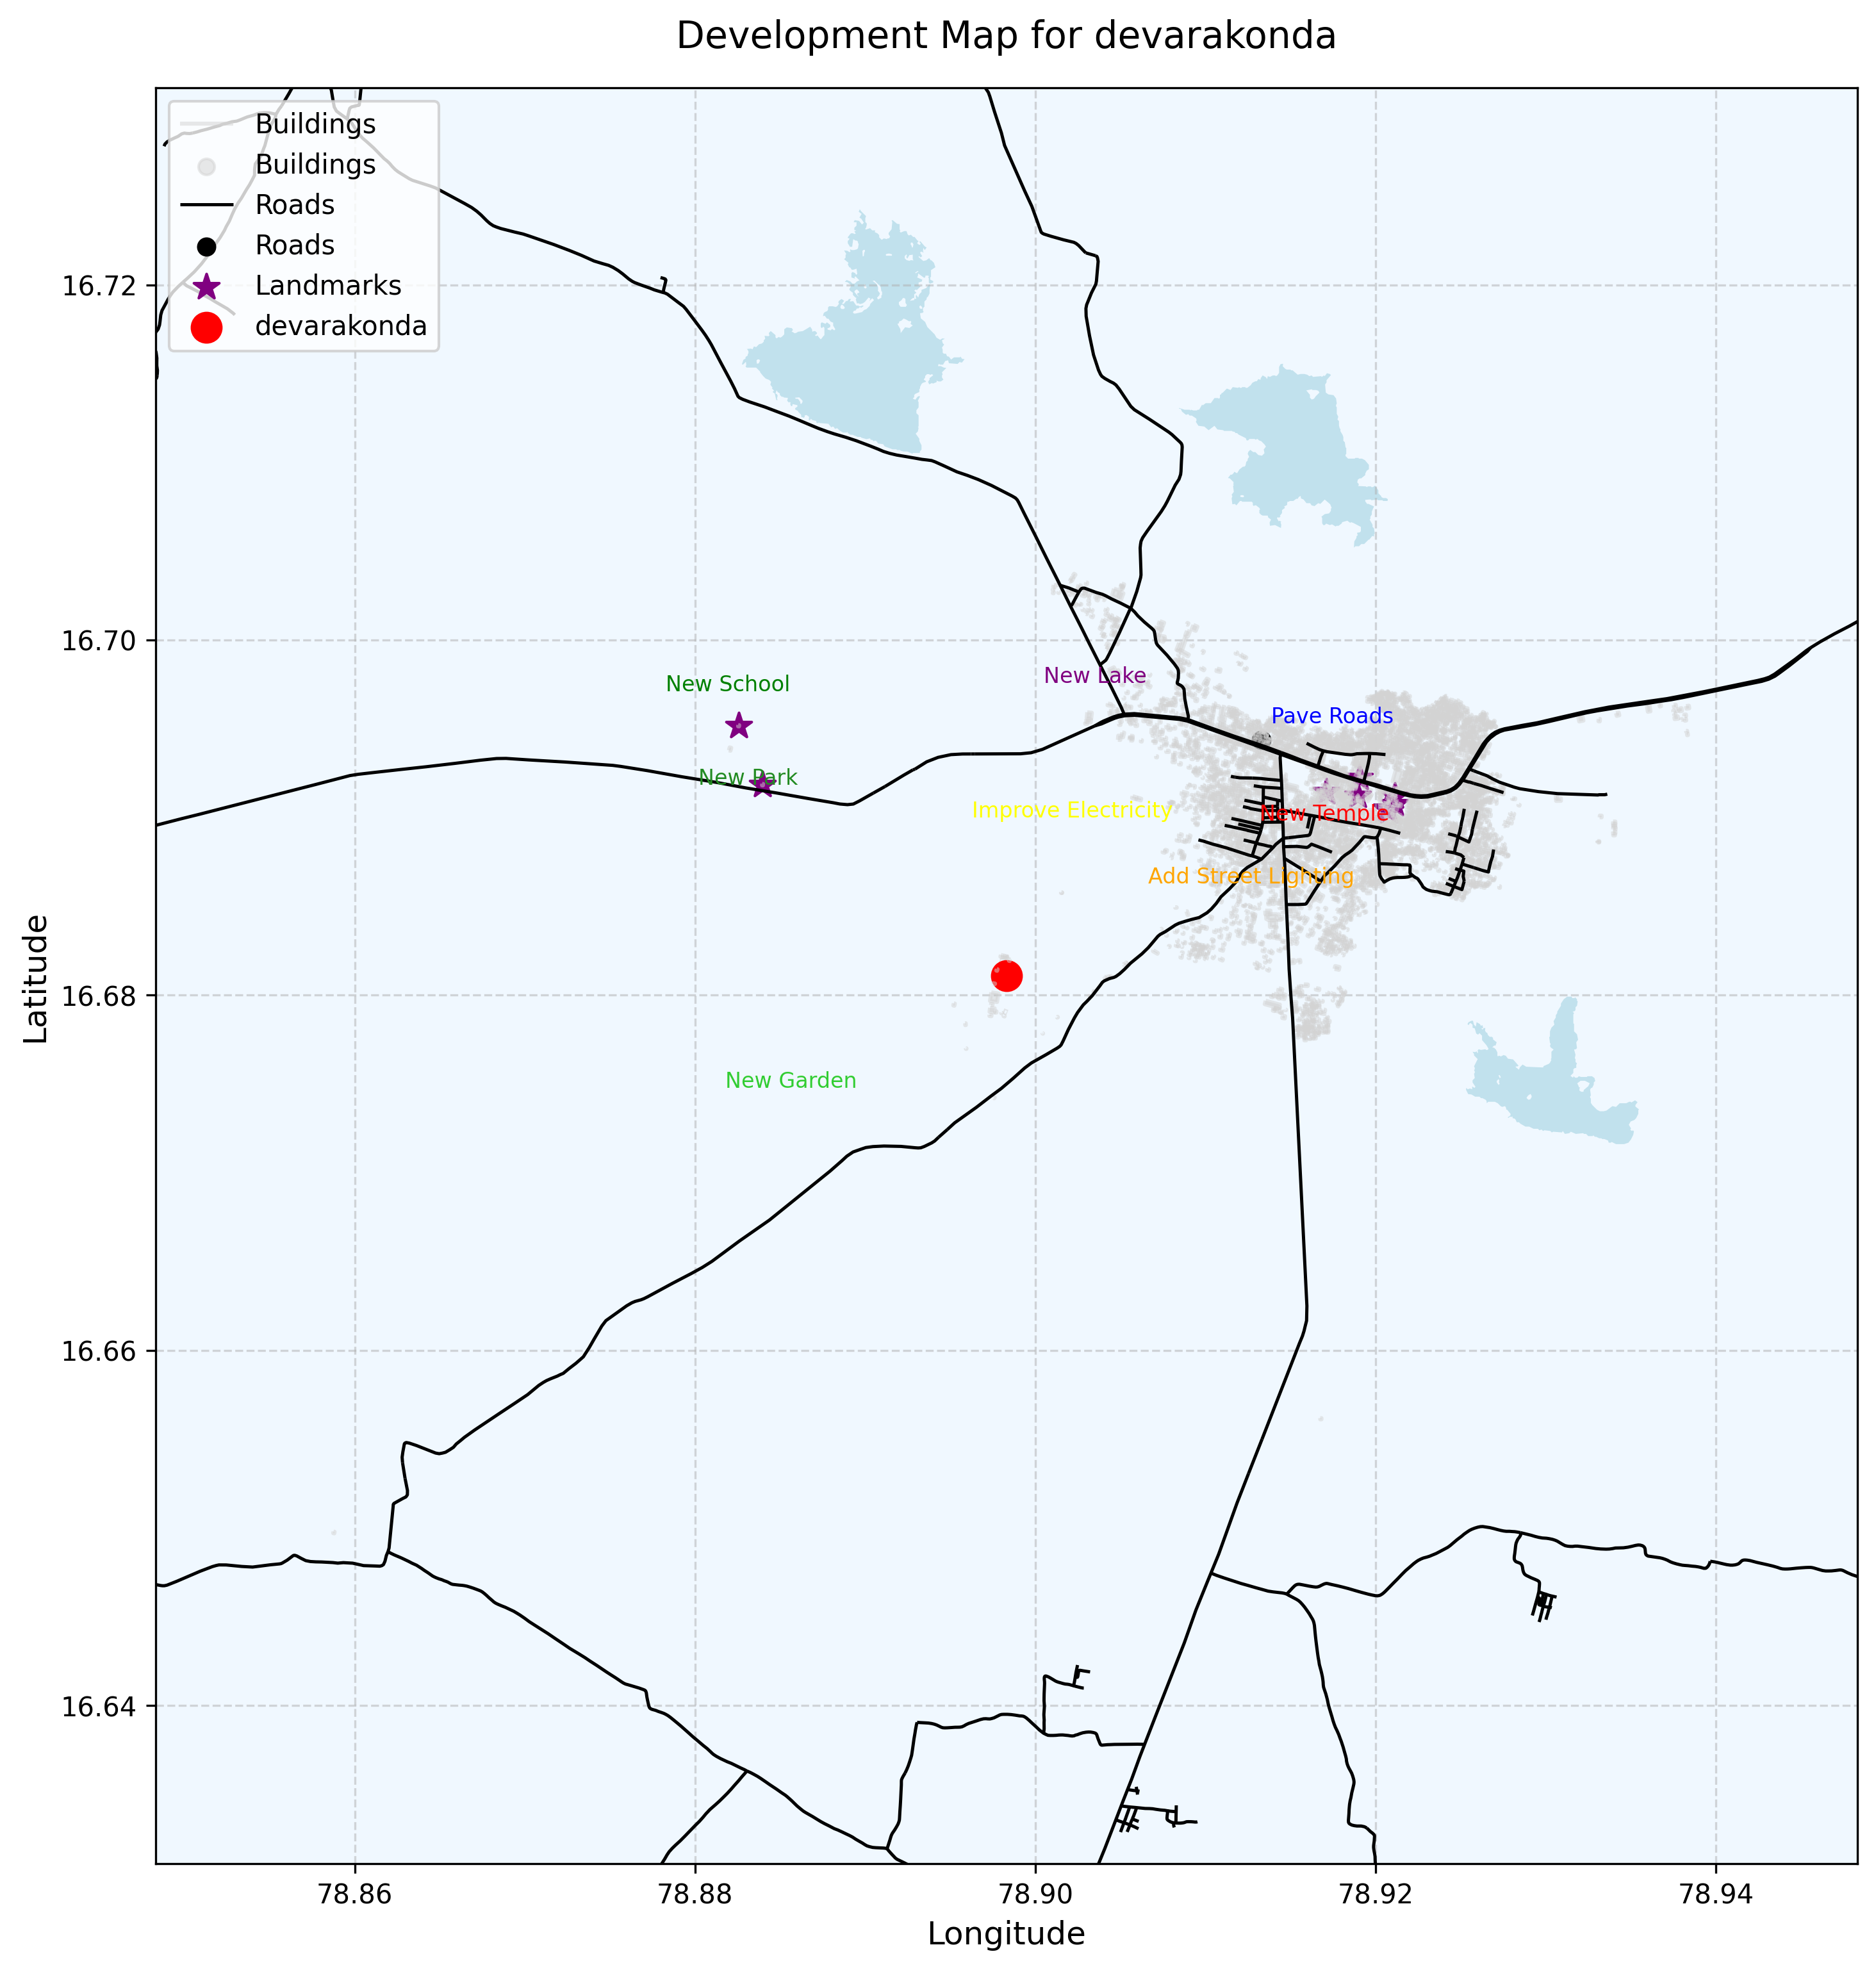 Development Map for devarakonda
Buildings
Buildings
Roads
Roads
Landmarks
devarakonda
16.72
16.70
16.68
16.66
16.64
Latitude
New School
New Lake
Pave Roads
New Park
Improve Electricity
New Temple
Add Street Lighting
New Garden
78.86
78.88
78.90
78.92
78.94
Longitude